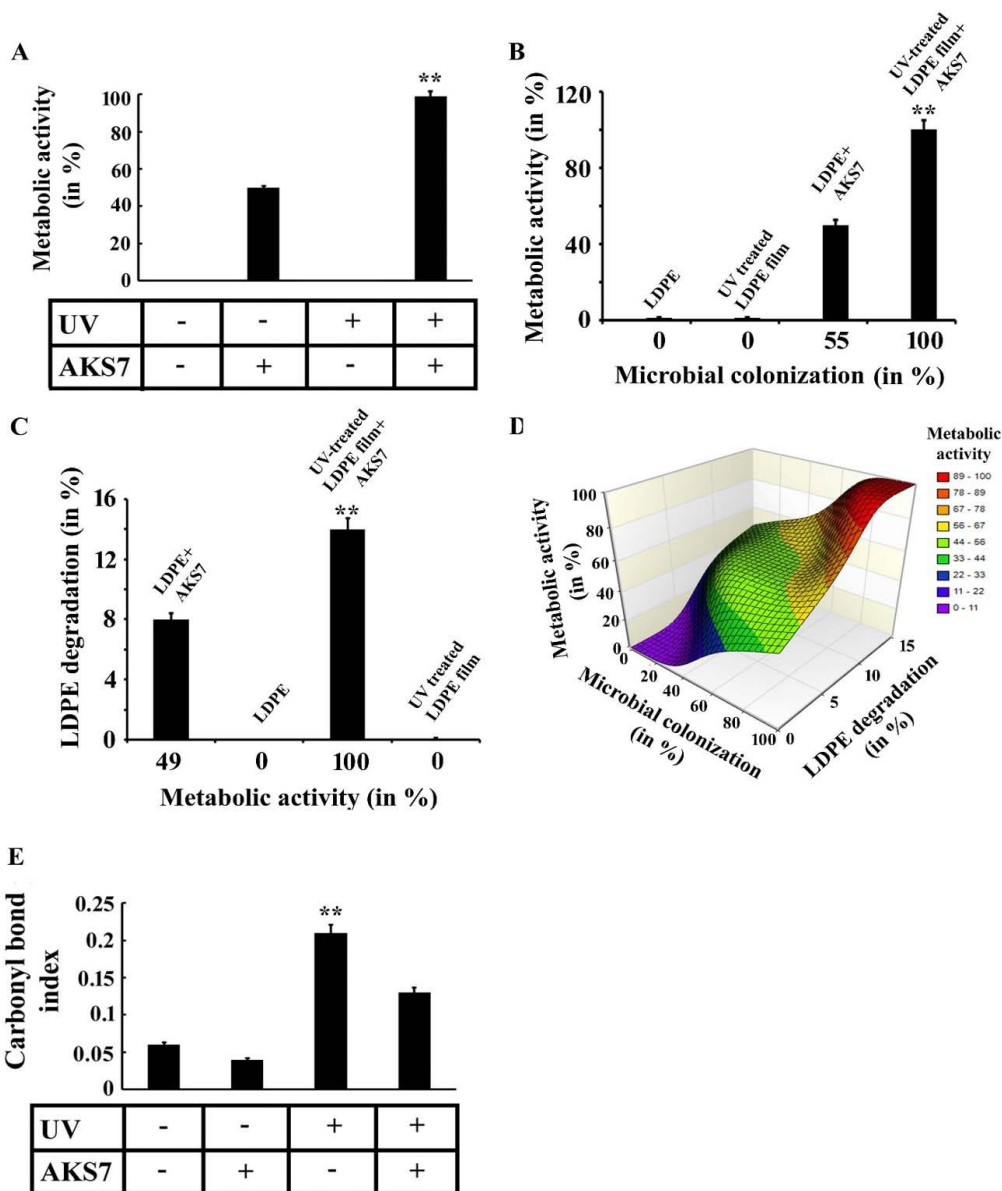 A
Metabolic activity
(in %)
100
80
60
40
20
0
**
UV - - + +
AKS7 - + - +
B
Metabolic activity (in %)
120
80
40
0
LDPE
UV treated
LDPE film
LDPE+
AKS7
UV-treated
LDPE film+
AKS7
**
0 0 55 100
Microbial colonization (in %)
C
LDPE degradation (in %)
16
12
8
4
0
LDPE+
AKS7
LDPE
UV-treated
LDPE film+
AKS7
**
UV treated
LDPE film
49 0 100 0
Metabolic activity (in %)
D
Metabolic activity
(in %)
100
80
60
40
20
0
0 20 40 60 80 100
Microbial colonization
(in %)
0 5 10 15
LDPE degradation
(in %)
Metabolic
activity
89 - 100
78 - 89
67 - 78
56 - 67
44 - 56
33 - 44
22 - 33
11 - 22
0 - 11
E
Carbonyl bond
index
0.25
0.2
0.15
0.1
0.05
0
**
UV - - + +
AKS7 - + - +